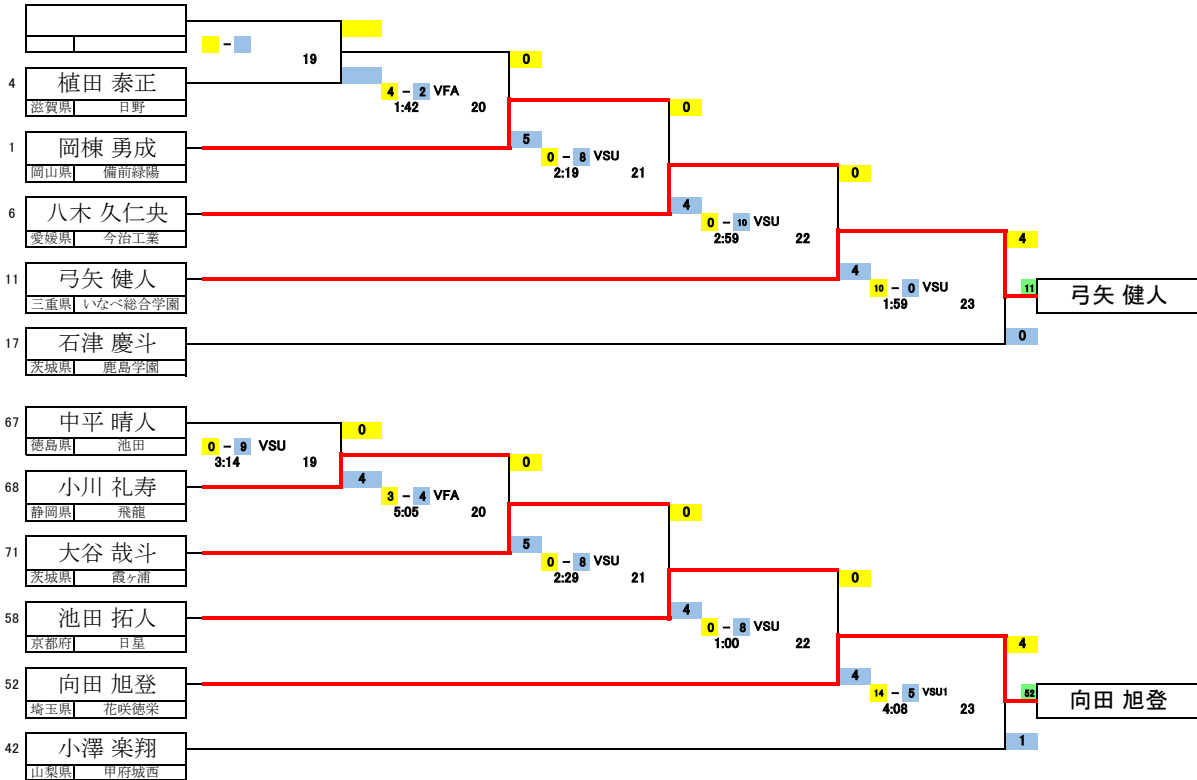 – 19
4 植田 泰正
滋賀県 日野
4 – 2 VFA 0
1:42 20
1 岡棟 勇成
岡山県 備前緑陽
5 0 – 8 VSU 0
2:19 21
6 八木 久仁央
愛媛県 今治工業
4 0 – 10 VSU 0
2:59 22
11 弓矢 健人
三重県 いなべ総合学園
4 10 – 0 VSU 4
1:59 23
11 弓矢 健人
17 石津 慶斗
茨城県 鹿島学園
0
67 中平 晴人
徳島県 池田
0 – 9 VSU 0
3:14 19
68 小川 礼寿
静岡県 飛龍
4 3 – 4 VFA 0
5:05 20
71 大谷 哉斗
茨城県 霞ヶ浦
5 0 – 8 VSU 0
2:29 21
58 池田 拓人
京都府 日星
4 0 – 8 VSU 0
1:00 22
52 向田 旭登
埼玉県 花咲徳栄
4 14 – 5 VSU1 4
4:08 23
52 向田 旭登
42 小澤 楽翔
山梨県 甲府城西
1